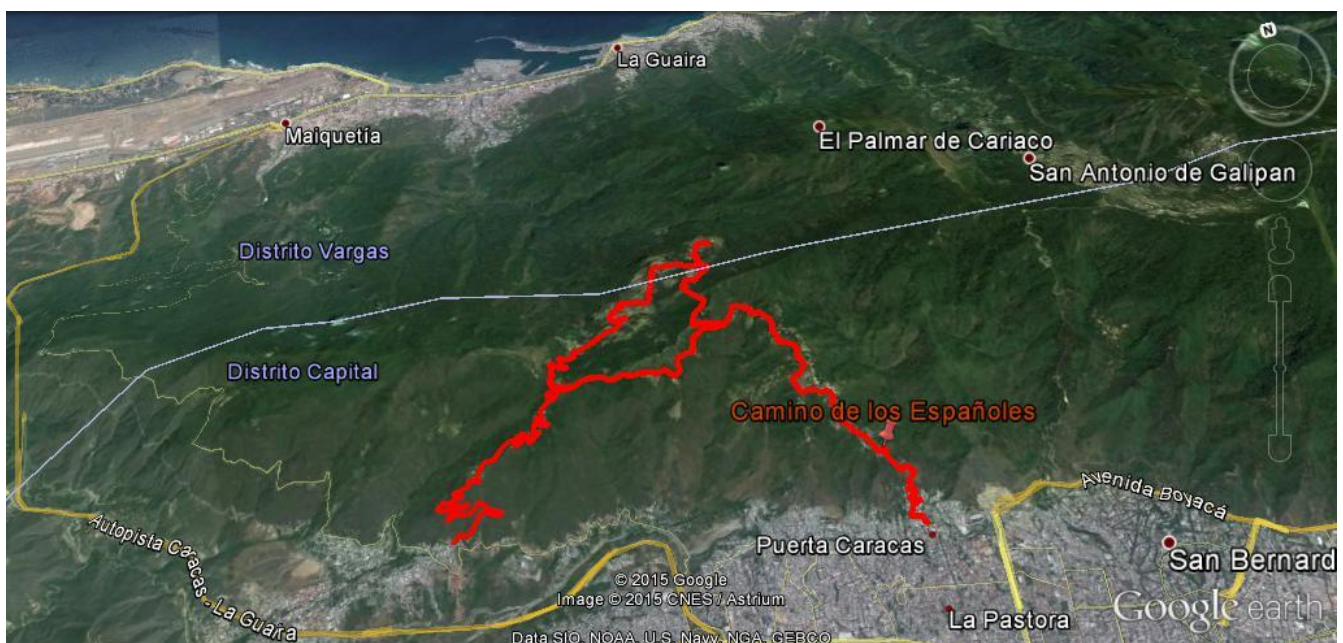 N
La Guaira
Maiquetía
El Palmar de Cariaco
San Antonio de Galipan
Distrito Vargas
Distrito Capital
Camino de los Españoles
Avenida Boyacá
Autopista Caracas - La Guaira
Puerta Caracas
San Bernard
© 2015 Google
Image © 2015 CNES / Astrium
La Pastora
Google earth
Data SIO, NOAA, U.S. Navy, NGA, GEBCO